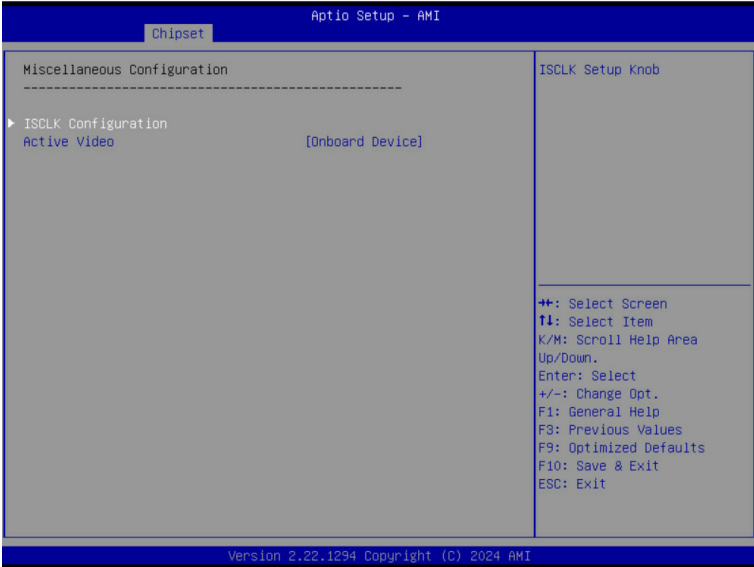 Aptio Setup – AMI
Chipset
Miscellaneous Configuration
--------------------------------------------------
ISCLK Configuration
Active Video [Onboard Device]
ISCLK Setup Knob
→←: Select Screen
↑↓: Select Item
K/M: Scroll Help Area
Up/Down.
Enter: Select
+/-: Change Opt.
F1: General Help
F3: Previous Values
F9: Optimized Defaults
F10: Save & Exit
ESC: Exit
Version 2.22.1294 Copyright (C) 2024 AMI